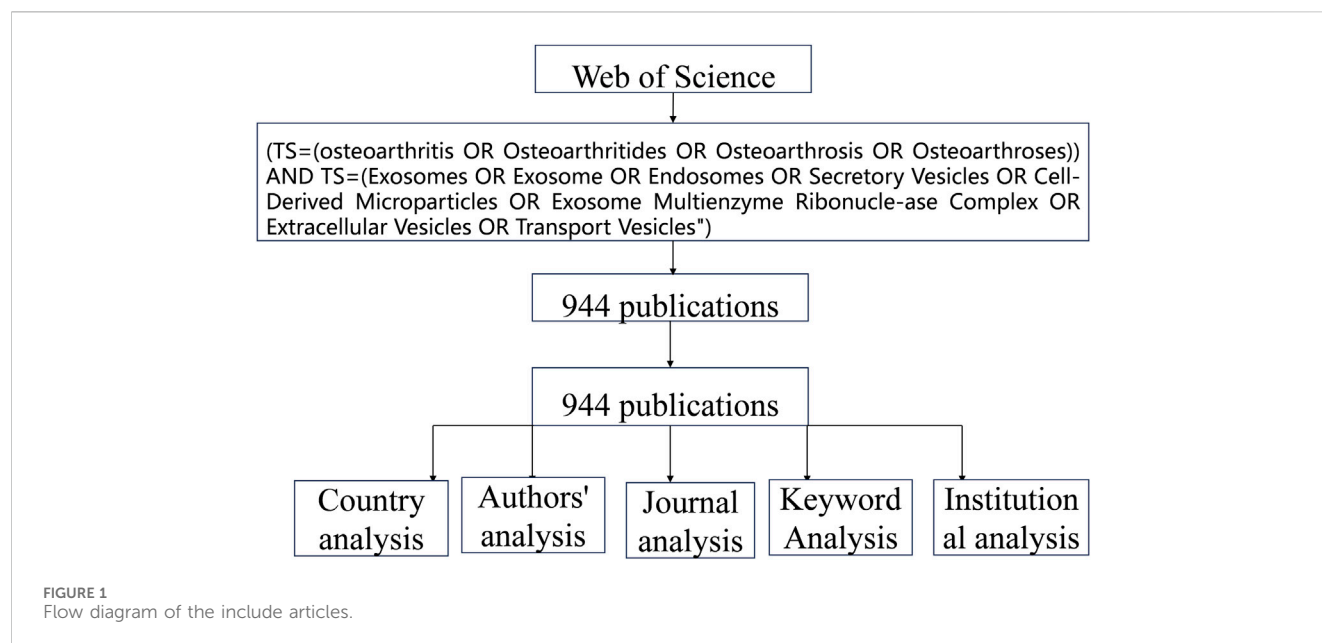 Web of Science
(TS=(osteoarthritis OR Osteoarthritides OR Osteoarthrosis OR Osteoarthroses))
AND TS=(Exosomes OR Exosome OR Endosomes OR Secretory Vesicles OR Cell-
Derived Microparticles OR Exosome Multienzyme Ribonucle-ase Complex OR
Extracellular Vesicles OR Transport Vesicles")
944 publications
944 publications
Country
analysis
Authors'
analysis
Journal
analysis
Keyword
Analysis
Institution
al analysis
FIGURE 1
Flow diagram of the include articles.